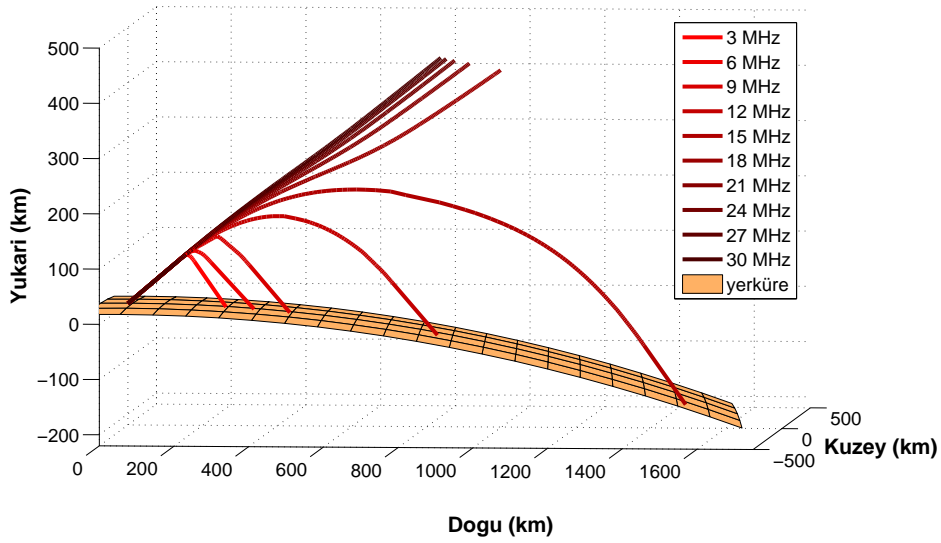 500
400
300
200
100
0
−100
−200
Yukari (km)
3 MHz
6 MHz
9 MHz
12 MHz
15 MHz
18 MHz
21 MHz
24 MHz
27 MHz
30 MHz
yerküre
0
200
400
600
800
1000
1200
1400
1600
500
0
−500
Kuzey (km)
Dogu (km)